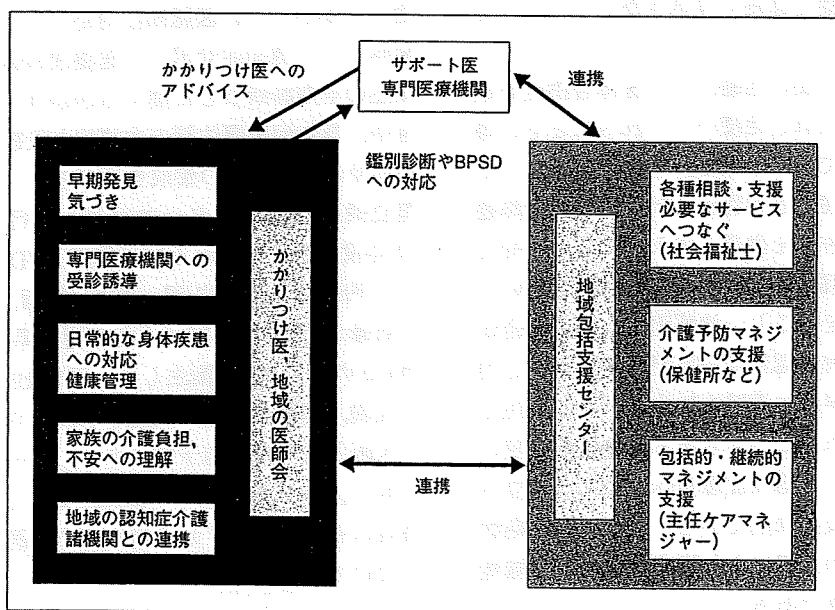 かかりつけ医への
アドバイス
サポート医
専門医療機関
連携
鑑別診断やBPSD
への対応
早期発見
気づき
専門医療機関への
受診誘導
日常的な身体疾患
への対応
健康管理
家族の介護負担,
不安への理解
地域の認知症介護
諸機関との連携
かかりつけ医，地域の医師会
連携
地域包括支援センター
各種相談・支援
必要なサービス
へつなぐ
(社会福祉士)
介護予防マネジ
メントの支援
(保健所など)
包括的・継続的
マネジメントの
支援
(主任ケアマネ
ジャー)